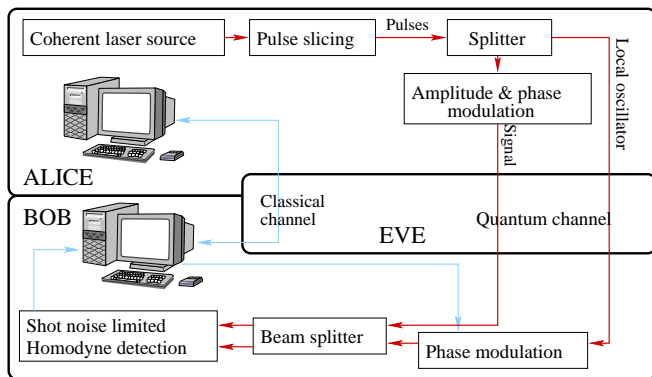 Coherent laser source
Pulse slicing
Pulses
Splitter
Local oscillator
Amplitude & phase
modulation
Signal
ALICE
Classical
channel
Quantum channel
EVE
BOB
Shot noise limited
Homodyne detection
Beam splitter
Phase modulation